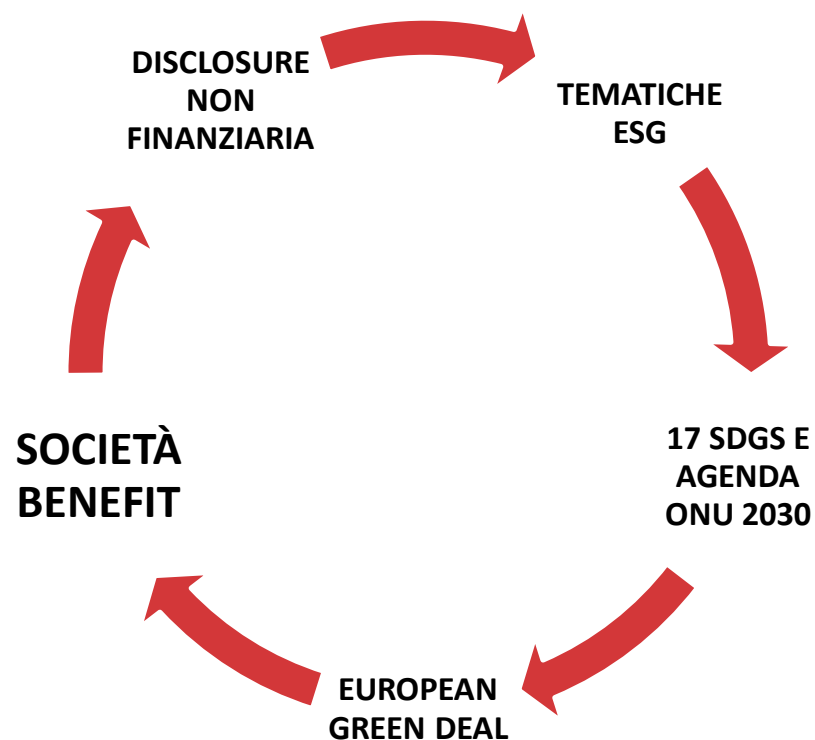 DISCLOSURE
NON
FINANZIARIA
TEMATICHE
ESG
17 SDGS E
AGENDA
ONU 2030
EUROPEAN
GREEN DEAL
SOCIETÀ
BENEFIT